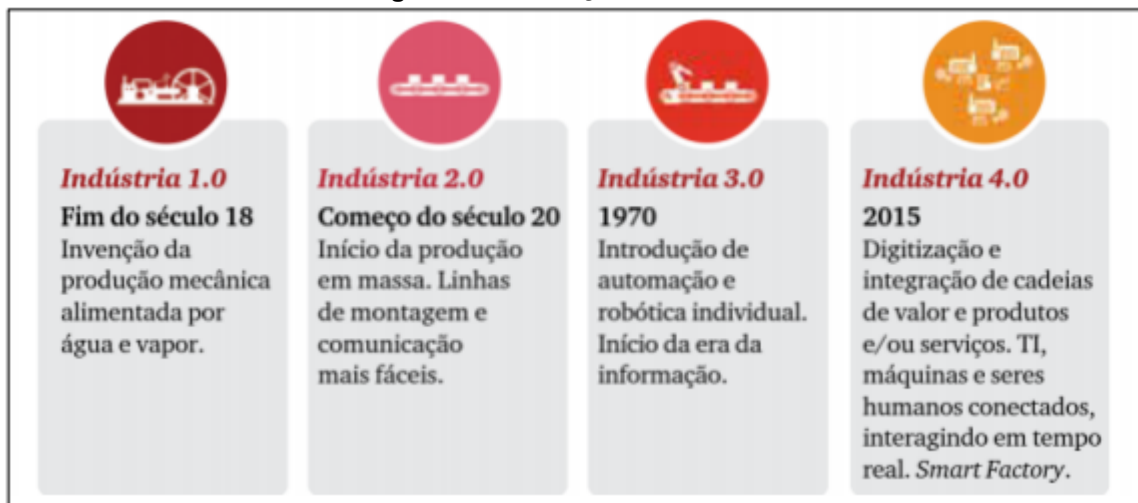 Indústria 1.0
Fim do século 18
Invenção da
produção mecânica
alimentada por
água e vapor.
Indústria 2.0
Começo do século 20
Início da produção
em massa. Linhas
de montagem e
comunicação
mais fáceis.
Indústria 3.0
1970
Introdução de
automação e
robótica individual.
Início da era da
informação.
Indústria 4.0
2015
Digitização e
integração de cadeias
de valor e produtos
e/ou serviços. TI,
máquinas e seres
humanos conectados,
interagindo em tempo
real. Smart Factory.